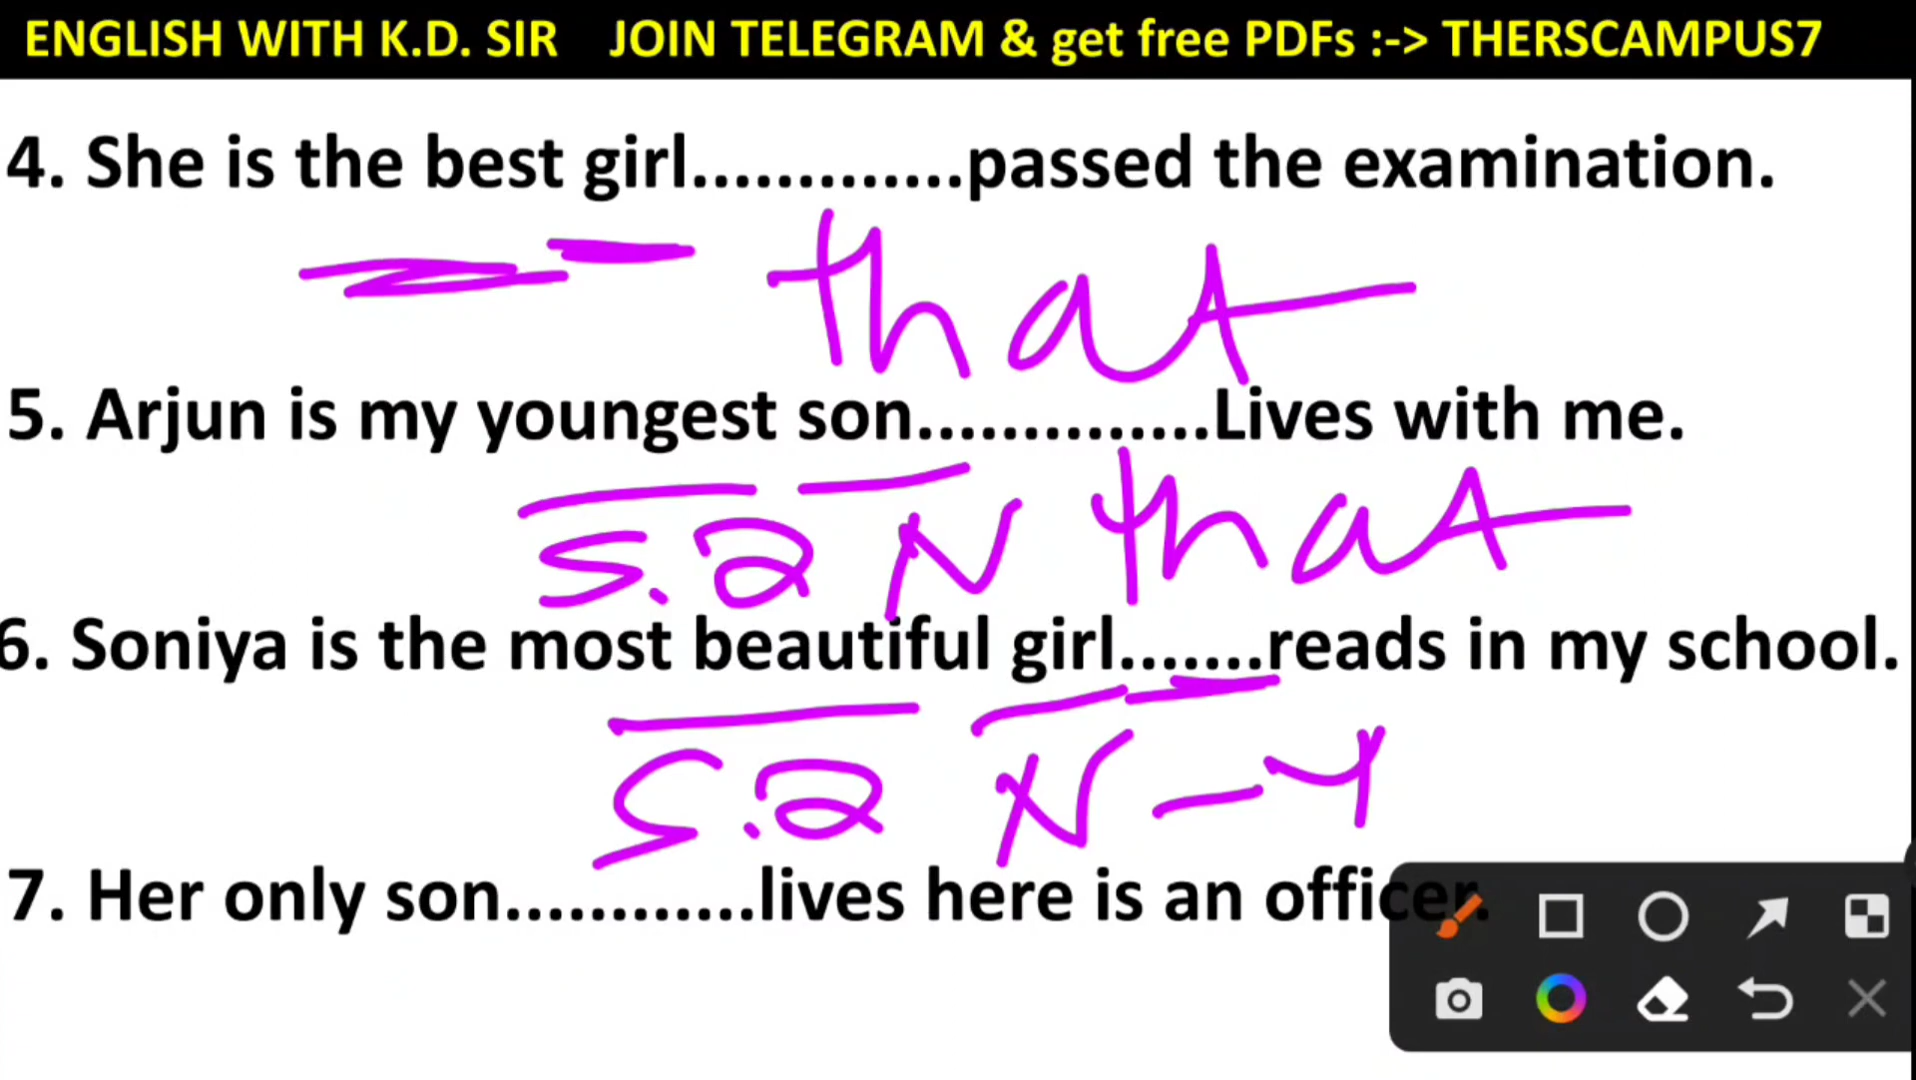 ENGLISH WITH K.D. SIR JOIN TELEGRAM & get free PDFs :-> THERSCAMPUS7
4. She is the best girl.............passed the examination.
that
5. Arjun is my youngest son..............Lives with me.
S.a N that
6. Soniya is the most beautiful girl.......reads in my school.
S.a N
7. Her only son............lives here is an officer.